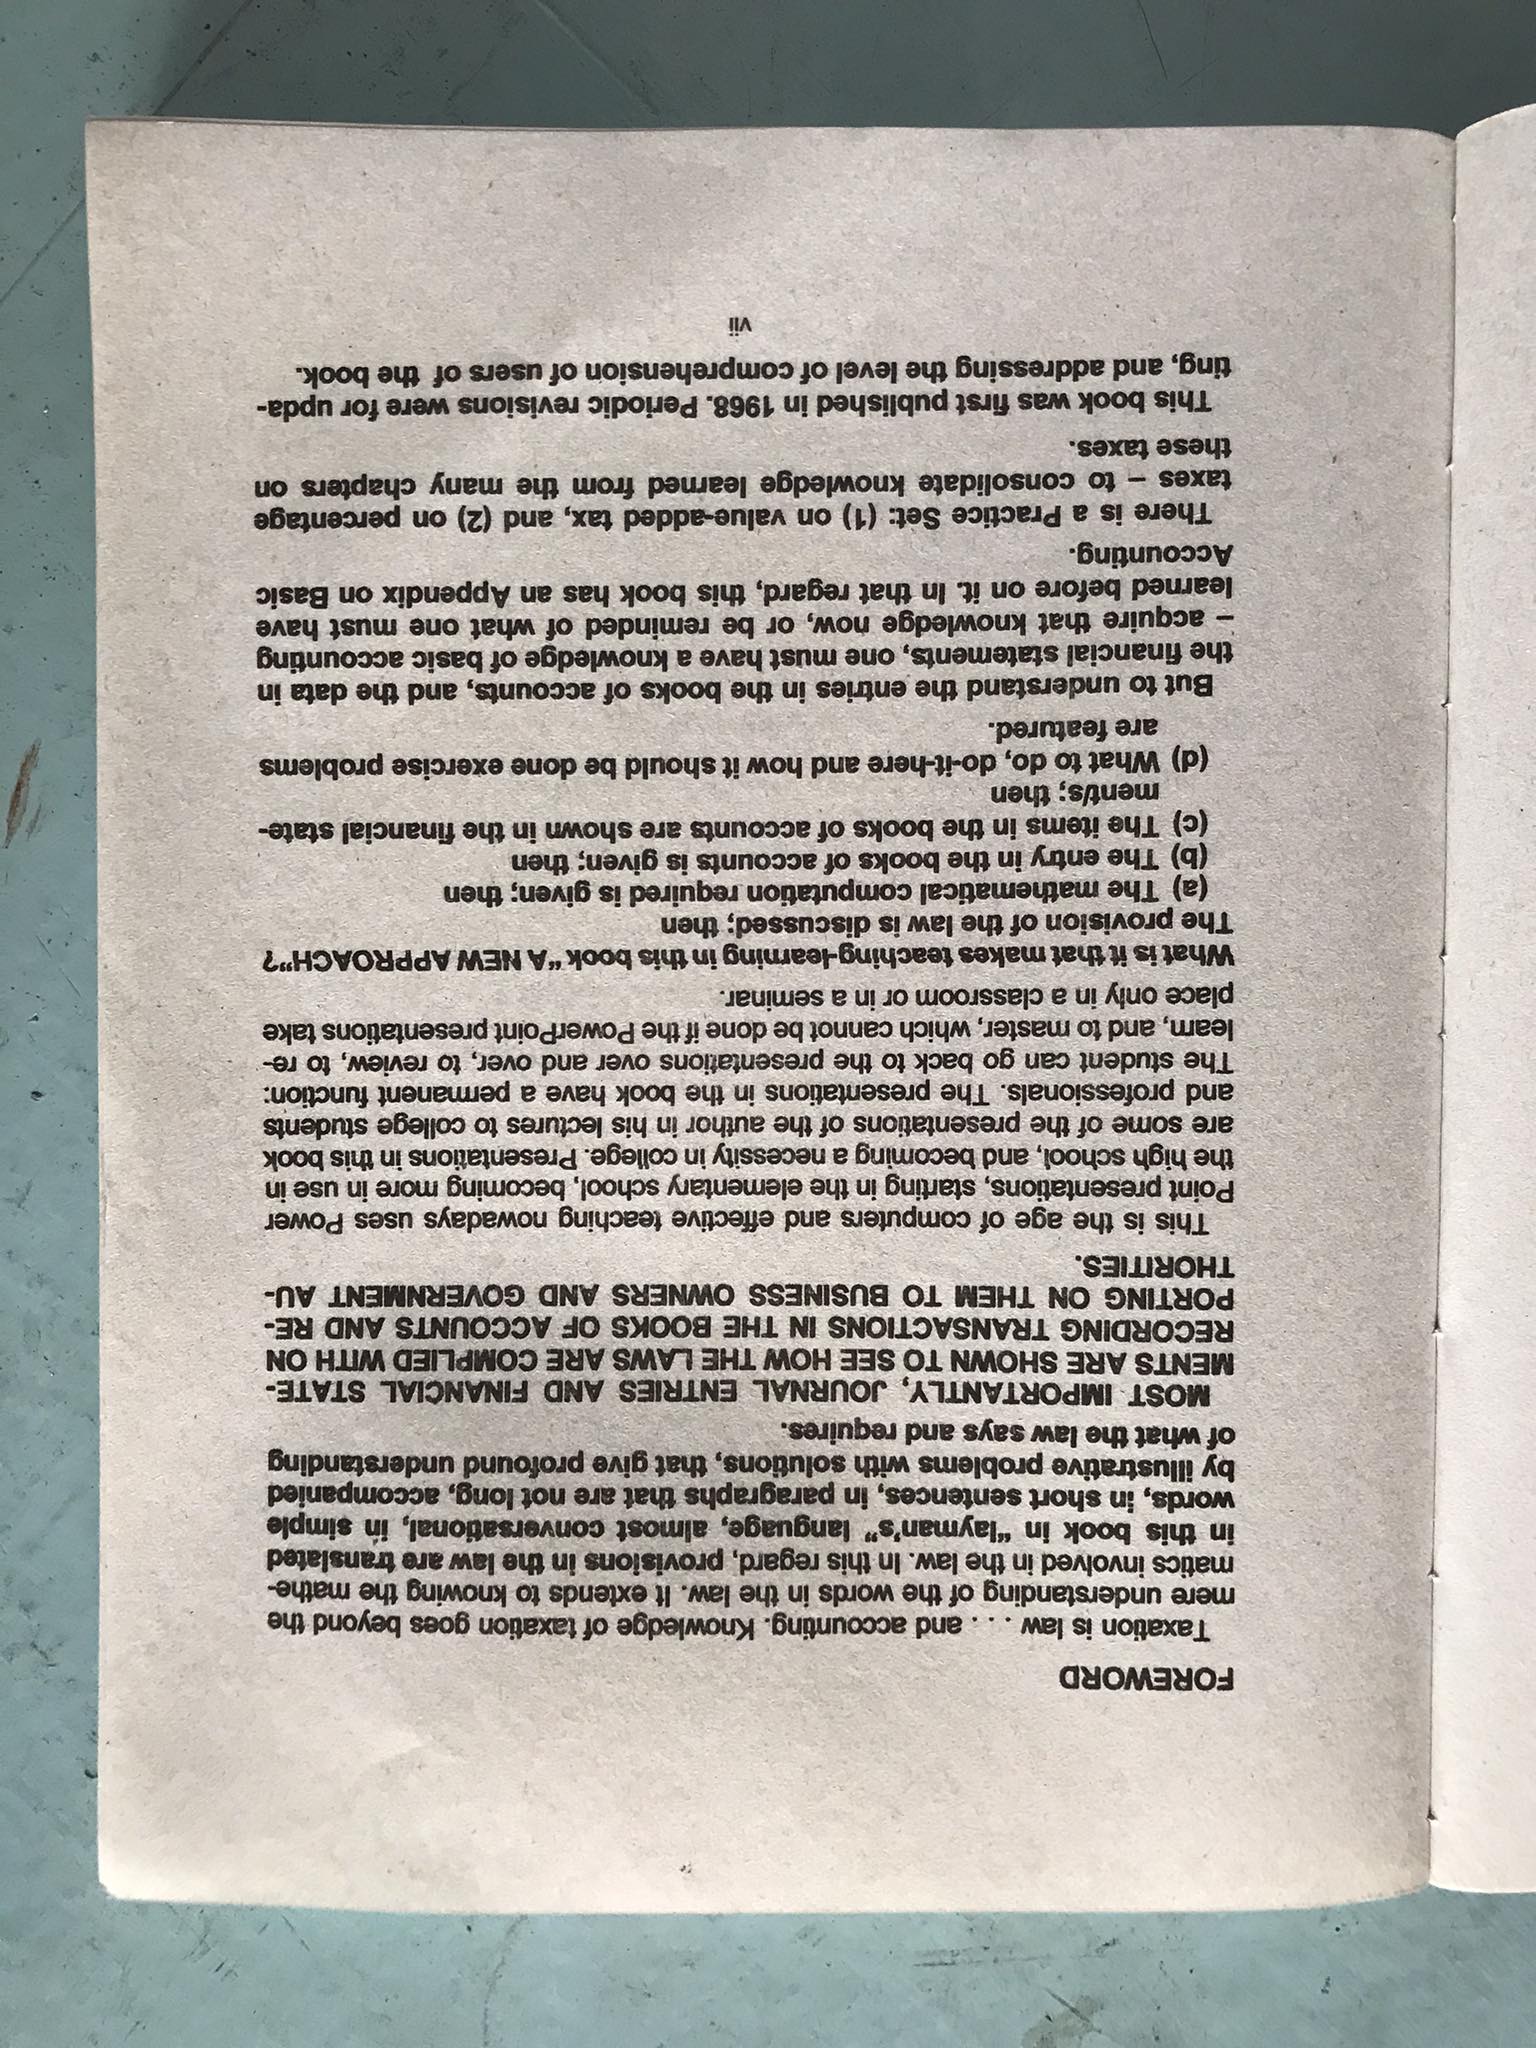 FOREWORD
Taxation is law . . . and accounting. Knowledge of taxation goes beyond the
mere understanding of the words in the law. It extends to knowing the mathe-
matics involved in the law. In this regard, provisions in the law are translated
in this book in “layman’s” language, almost conversational, in simple
words, in short sentences, in paragraphs that are not long, accompanied
by illustrative problems with solutions, that give profound understanding
of what the law says and requires.
MOST IMPORTANTLY, JOURNAL ENTRIES AND FINANCIAL STATE-
MENTS ARE SHOWN TO SEE HOW THE LAWS ARE COMPLIED WITH ON
RECORDING TRANSACTIONS IN THE BOOKS OF ACCOUNTS AND RE-
PORTING ON THEM TO BUSINESS OWNERS AND GOVERNMENT AU-
THORITIES.
This is the age of computers and effective teaching nowadays uses Power
Point presentations, starting in the elementary school, becoming more in use in
the high school, and becoming a necessity in college. Presentations in this book
are some of the presentations of the author in his lectures to college students
and professionals. The presentations in the book have a permanent function:
The student can go back to the presentations over and over, to review, to re-
learn, and to master, which cannot be done if the PowerPoint presentations take
place only in a classroom or in a seminar.
What is it that makes teaching-learning in this book “A NEW APPROACH”?
The provision of the law is discussed; then
(a) The mathematical computation required is given; then
(b) The entry in the books of accounts is given; then
(c) The items in the books of accounts are shown in the financial state-
ment/s; then
(d) What to do, do-it-here and how it should be done exercise problems
are featured.
But to understand the entries in the books of accounts, and the data in
the financial statements, one must have a knowledge of basic accounting
– acquire that knowledge now, or be reminded of what one must have
learned before on it. In that regard, this book has an Appendix on Basic
Accounting.
There is a Practice Set: (1) on value-added tax, and (2) on percentage
taxes – to consolidate knowledge learned from the many chapters on
these taxes.
This book was first published in 1968. Periodic revisions were for upda-
ting, and addressing the level of comprehension of users of the book.
vii